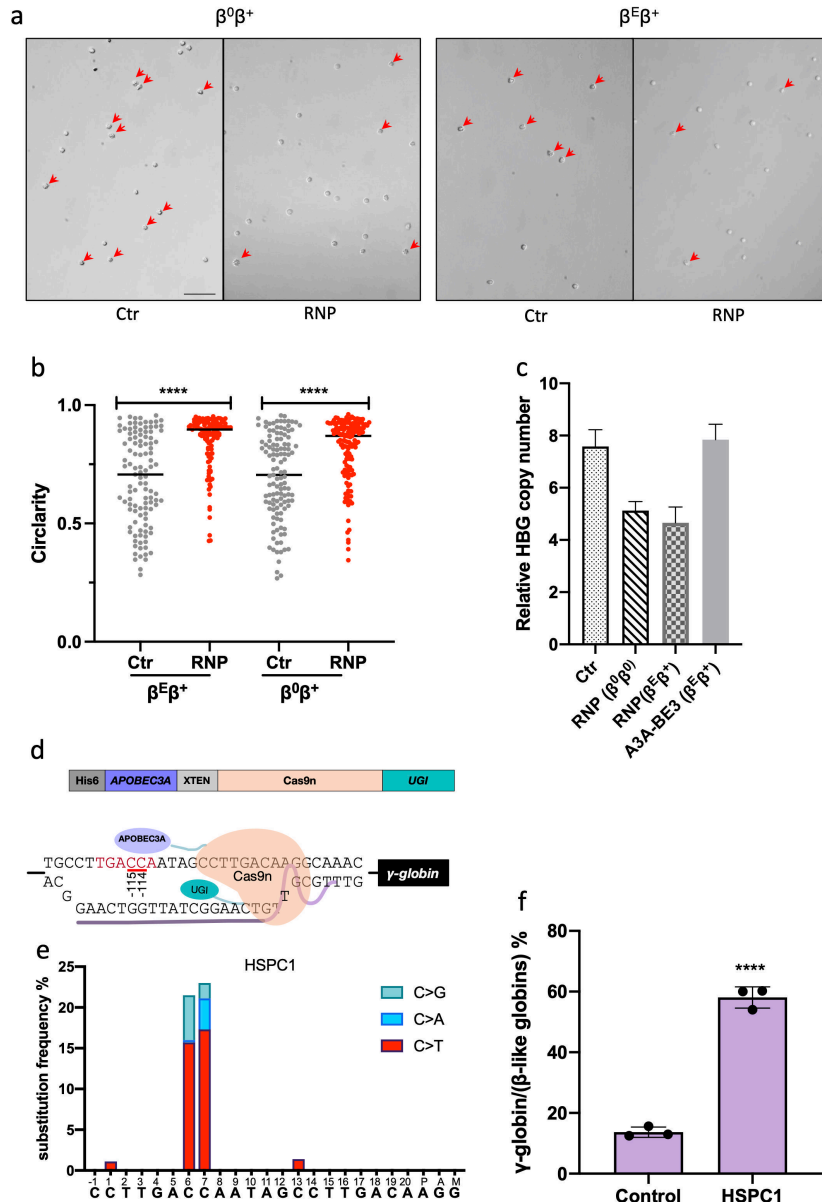 a
β⁰β⁺
βᴱβ⁺
Ctr
RNP
Ctr
RNP
b
****
****
Circlarity
1.0
0.5
0.0
Ctr RNP Ctr RNP
βᴱβ⁺ β⁰β⁺
c
Relative HBG copy number
10
8
6
4
2
0
Ctr
RNP (β⁰β⁰)
RNP(βᴱβ⁺)
A3A-BE3 (βᴱβ⁺)
d
His6 APOBEC3A XTEN Cas9n UGI
APOBEC3A
TGCCTTGACCAATAGCCTTGACAAGGCAAAC
Cas9n
AC
G
-115
-114
UGI
GCGTTTG
T
GAACTGGTTATCGGAACTGT
γ-globin
e
HSPC1
substitution frequency %
25
20
15
10
5
0
C>G
C>A
C>T
-1 1 2 3 4 5 6 7 8 9 10 11 12 13 14 15 16 17 18 19 20 P A M
C C T T G A C C A A T A G C C T T G A C A A G G
f
γ-globin/(β-like globins) %
80
60
40
20
0
****
Control HSPC1